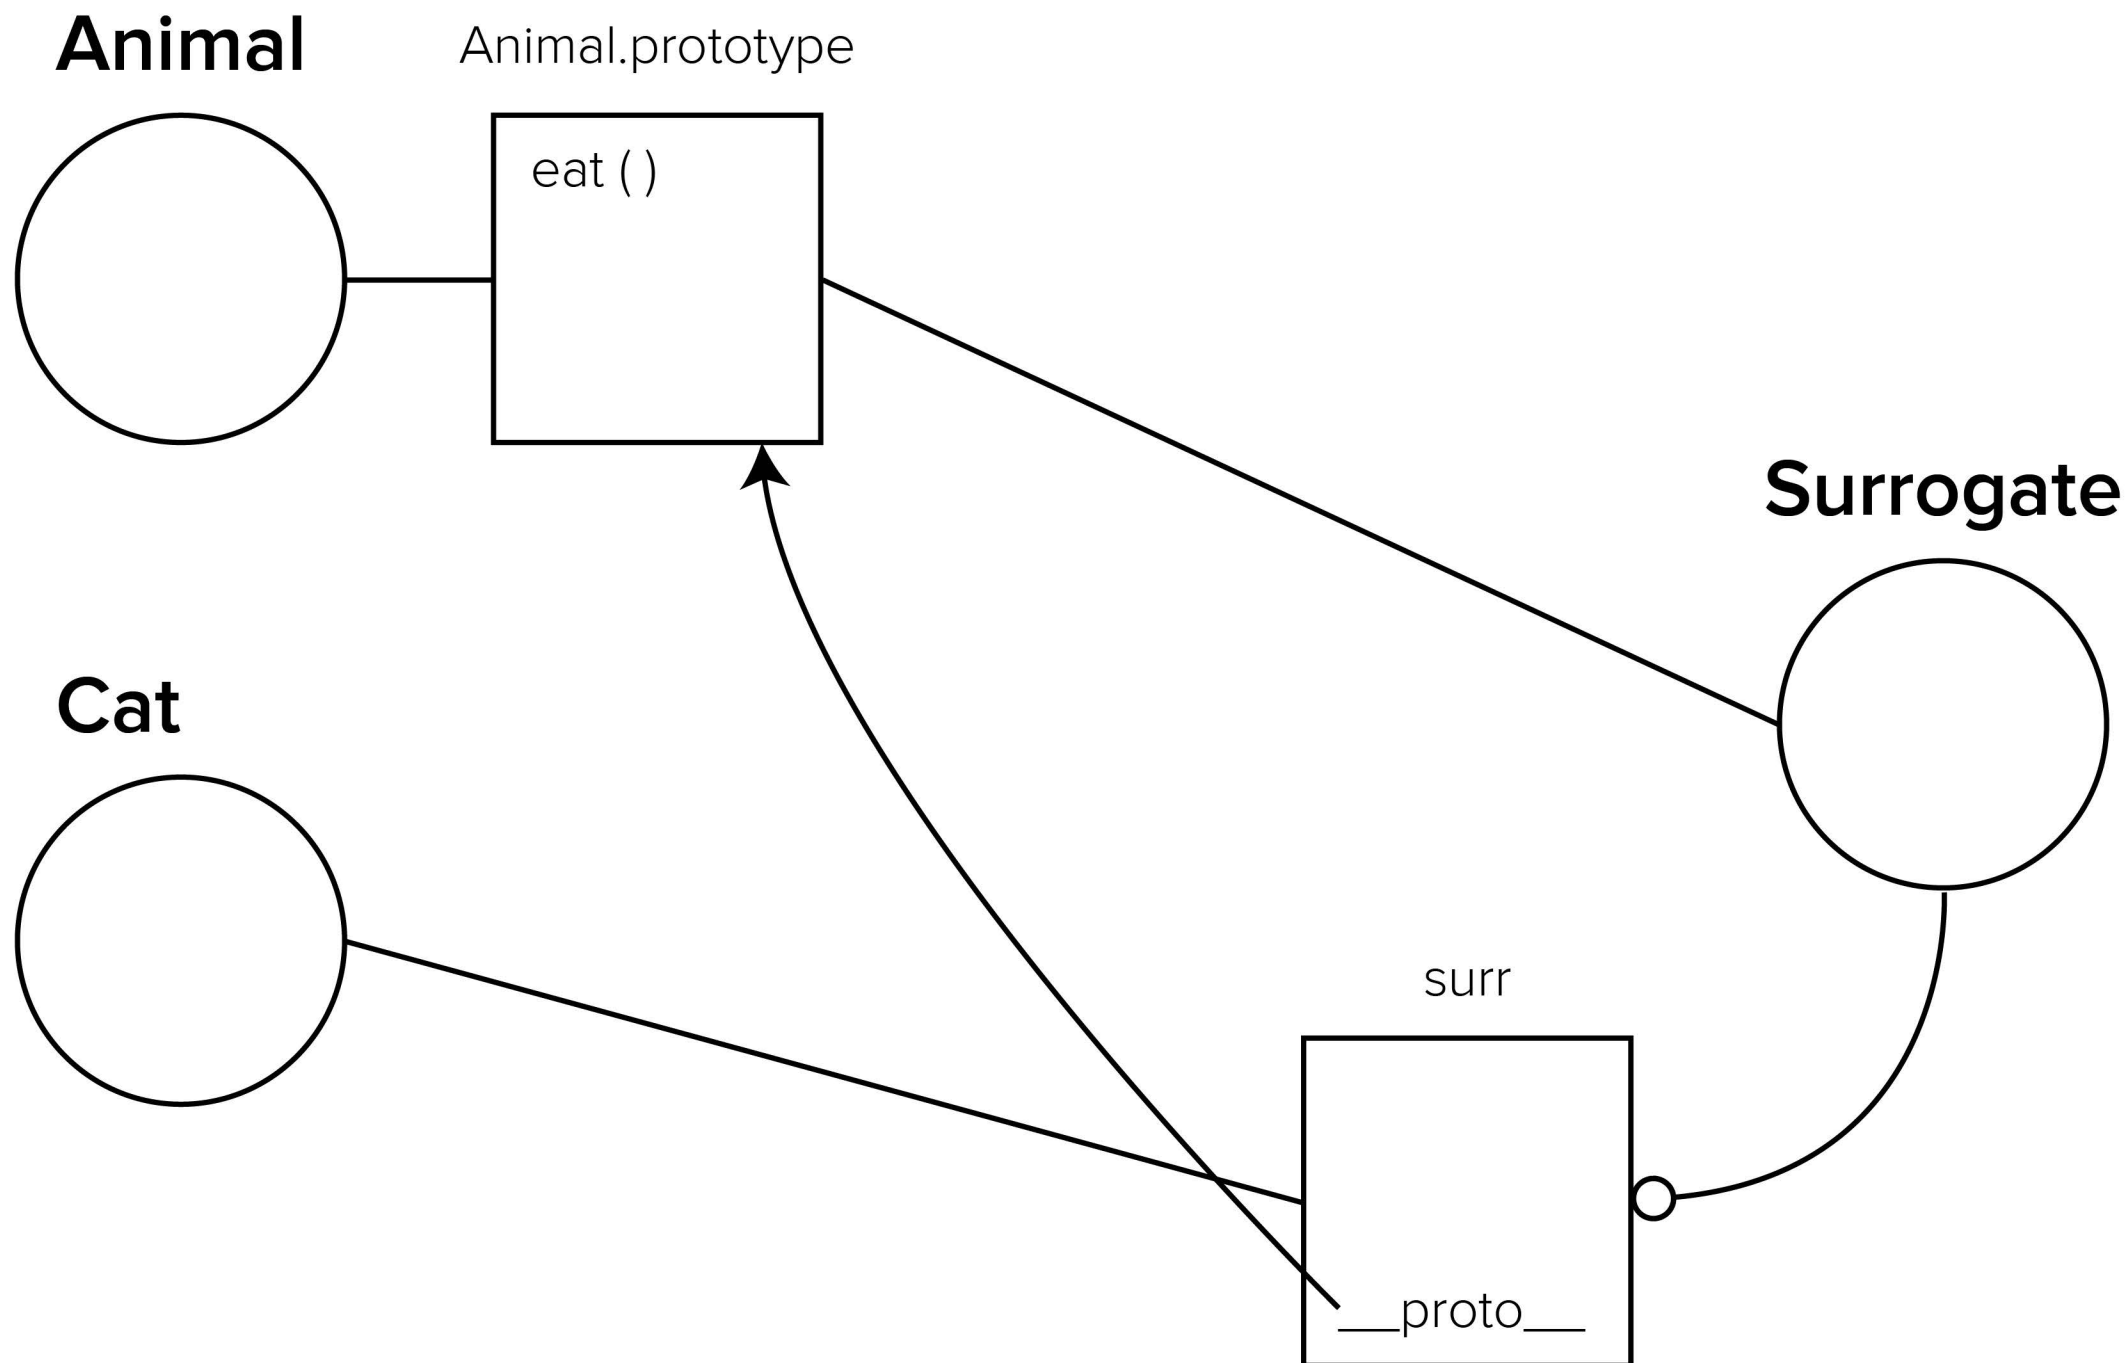 Animal
Animal.prototype
eat ( )
Surrogate
Cat
surr
__proto__